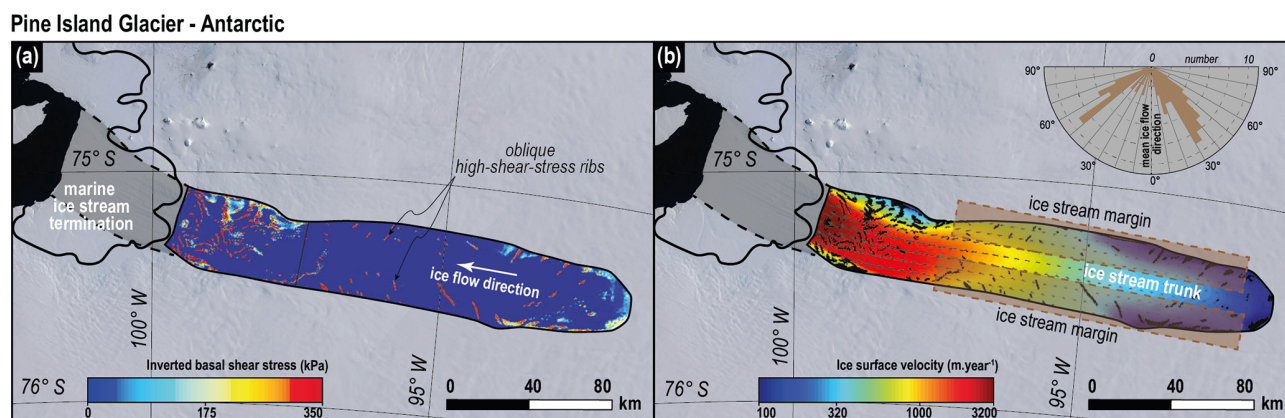 Pine Island Glacier - Antarctic
(a)
75° S
oblique
high-shear-stress ribs
marine
ice stream
termination
ice flow direction
100° W
95° W
Inverted basal shear stress (kPa)
0 175 350
76° S
0 40 80
km
(b)
0 number 10
90° 90°
60° 60°
30° 30°
0°
mean ice flow
direction
75° S
ice stream margin
ice stream trunk
ice stream margin
100° W
95° W
Ice surface velocity (m.year⁻¹)
100 320 1000 3200
76° S
0 40 80
km